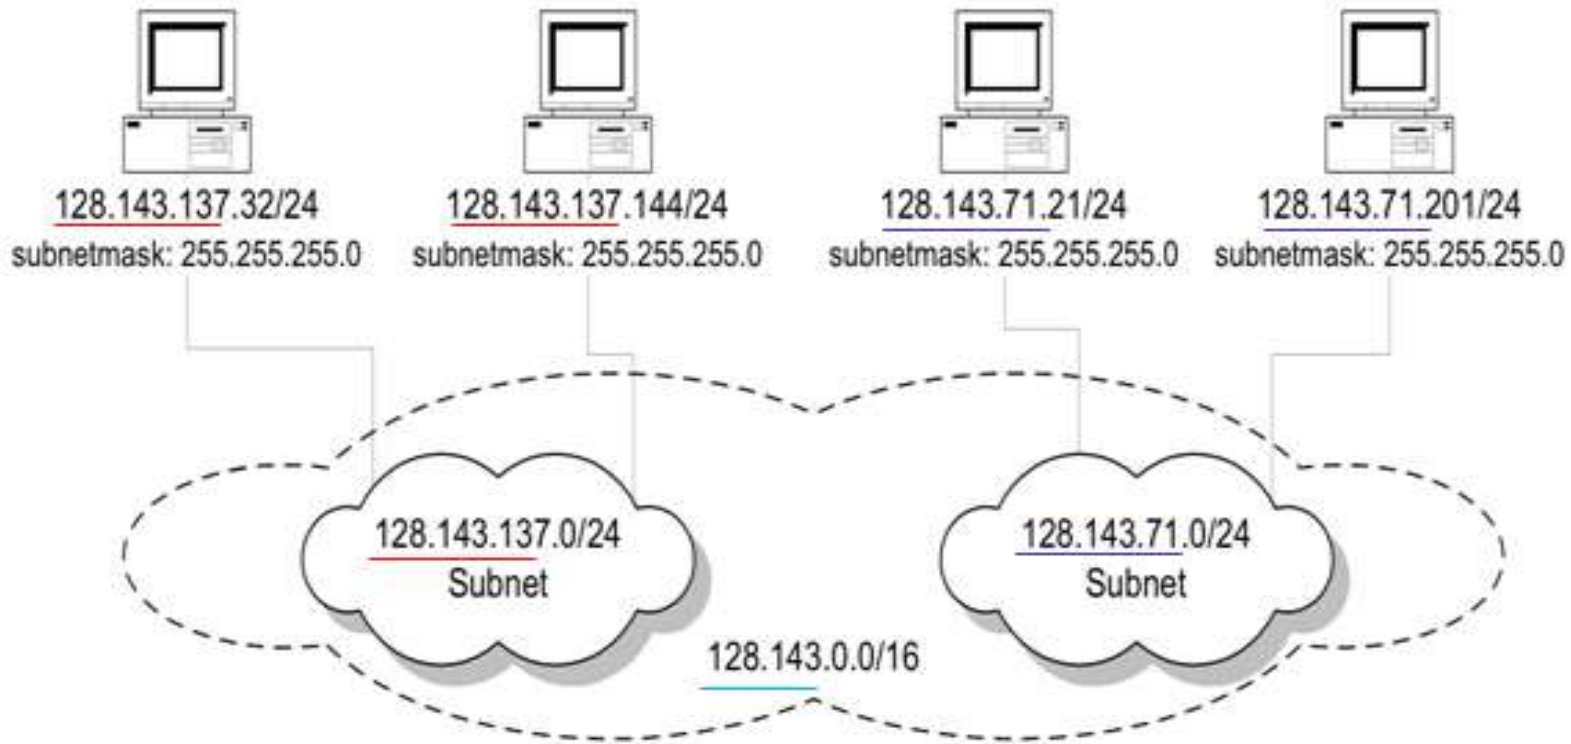 128.143.137.32/24
subnetmask: 255.255.255.0
128.143.137.144/24
subnetmask: 255.255.255.0
128.143.71.21/24
subnetmask: 255.255.255.0
128.143.71.201/24
subnetmask: 255.255.255.0
128.143.137.0/24
Subnet
128.143.71.0/24
Subnet
128.143.0.0/16